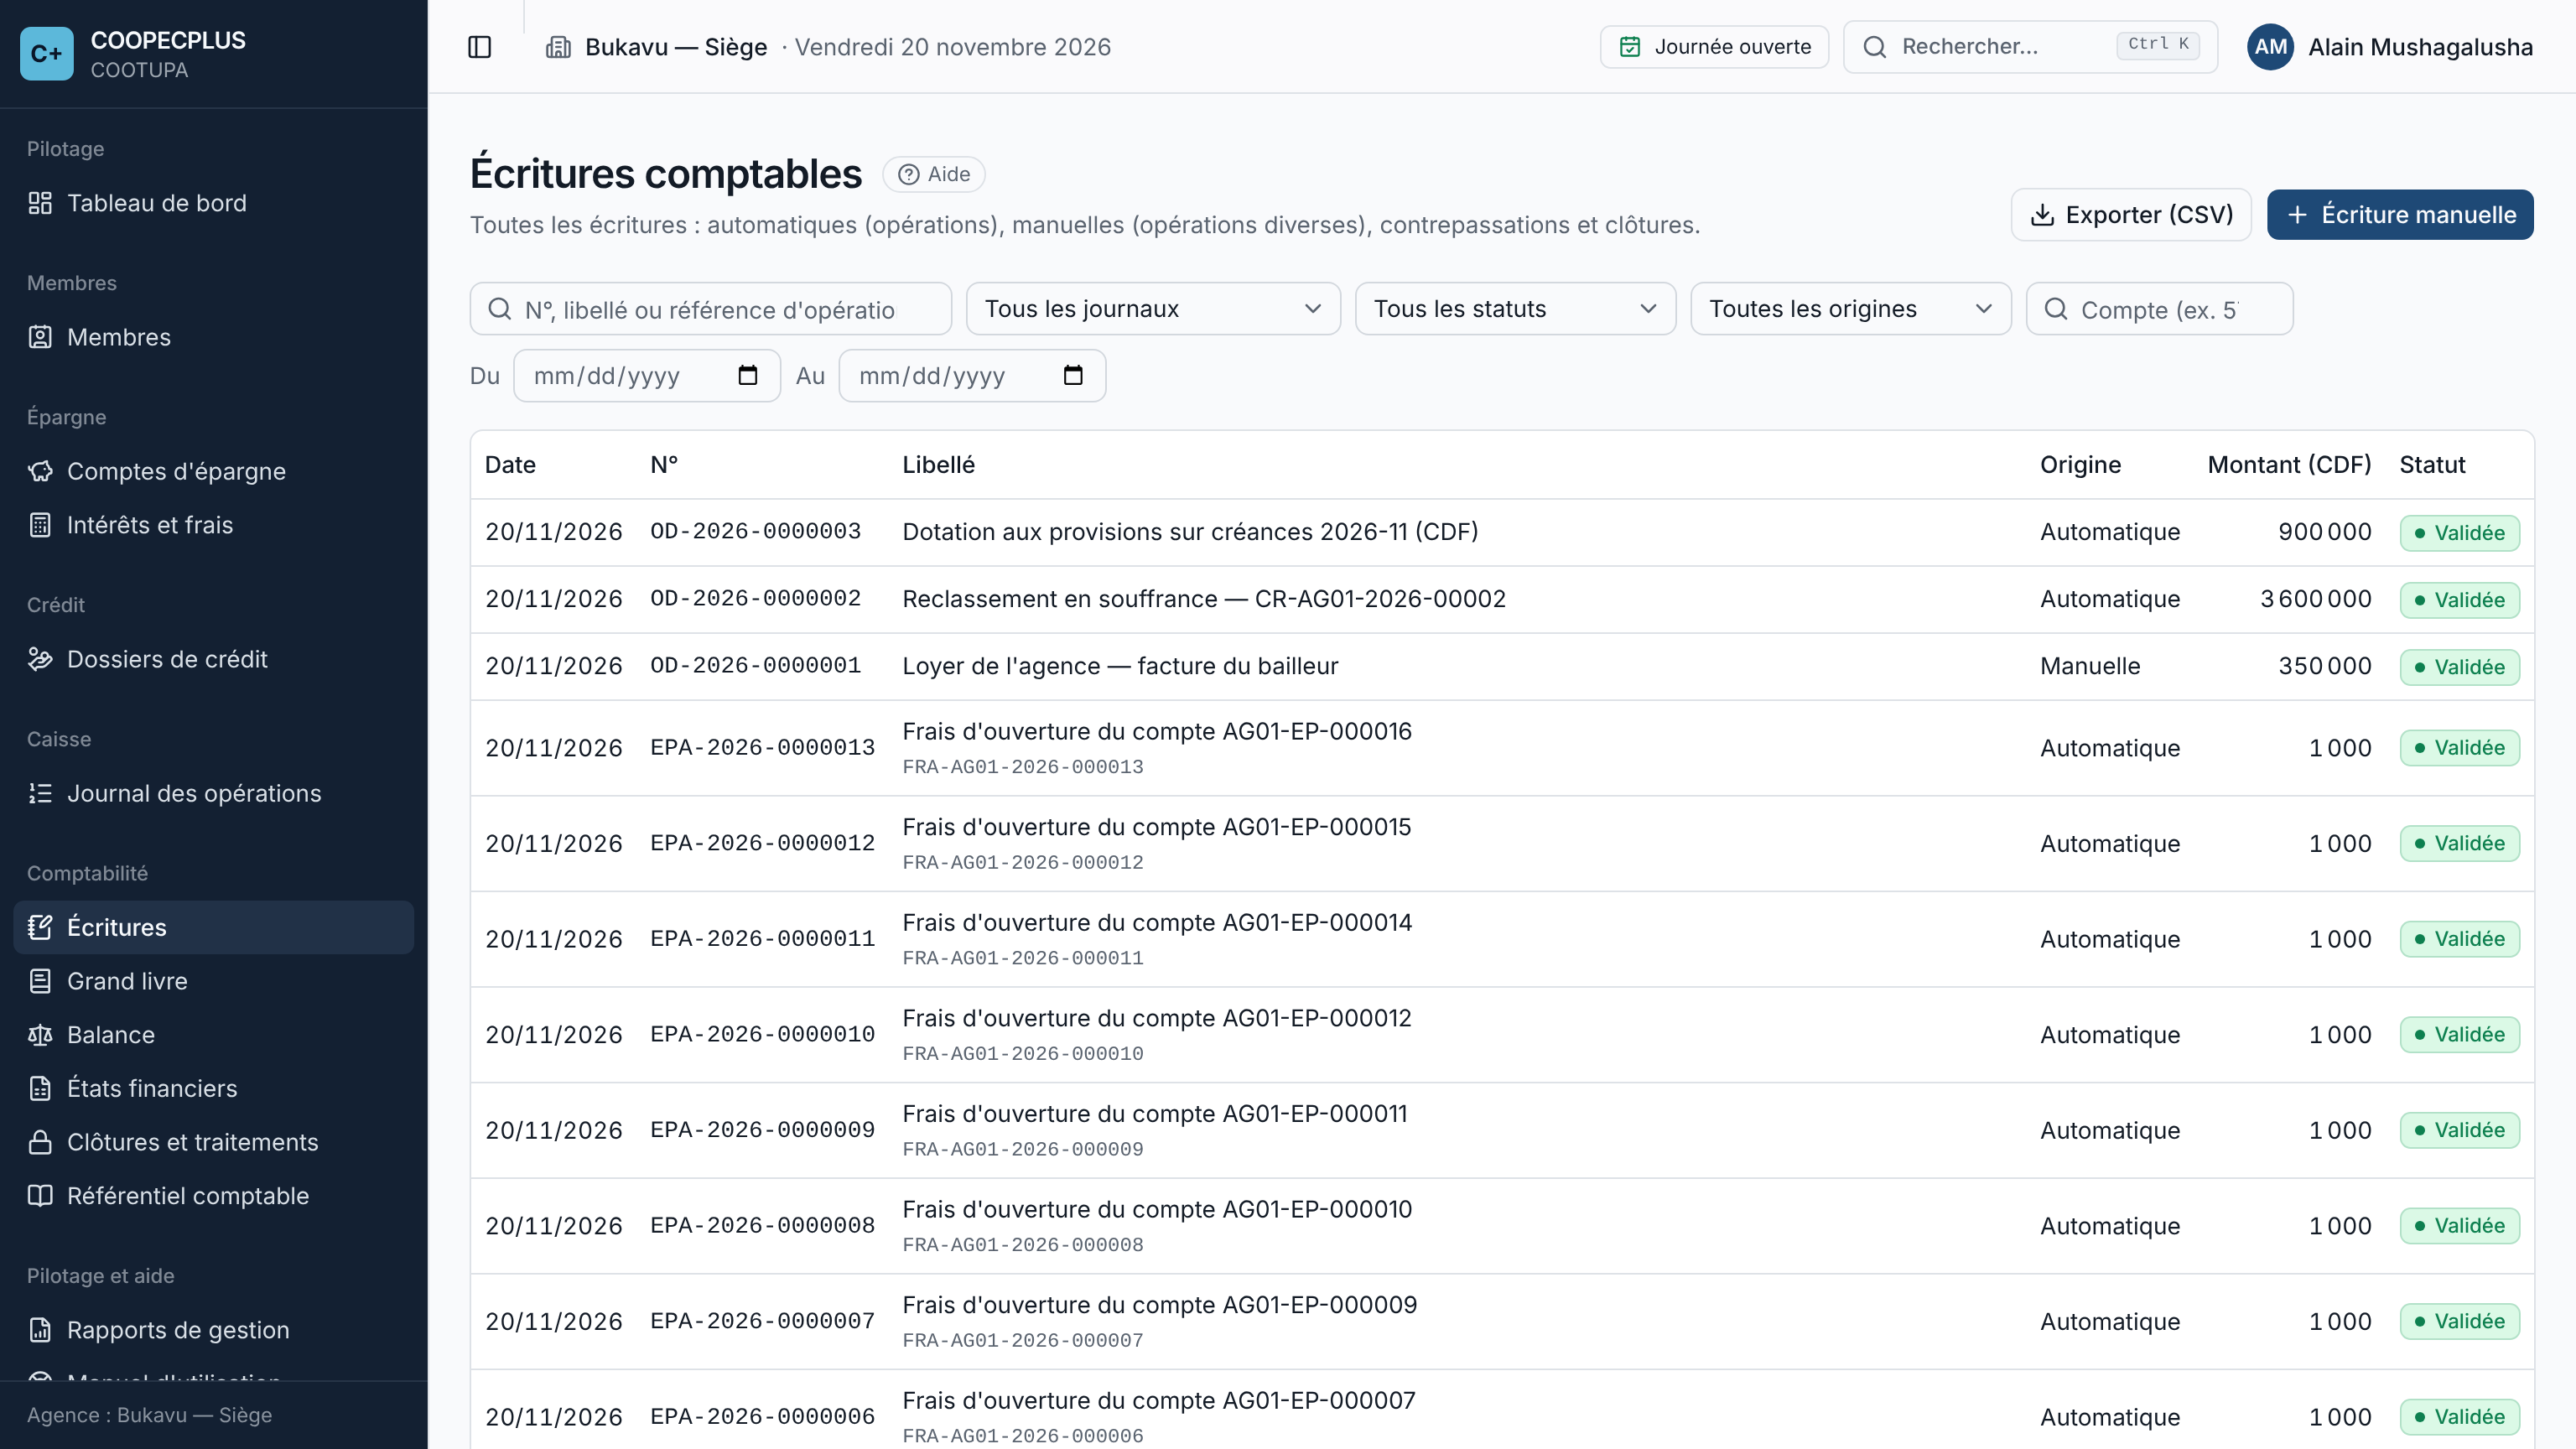 C+
COOPECPLUS
COOTUPA
Pilotage
Tableau de bord
Membres
Membres
Épargne
Comptes d'épargne
Intérêts et frais
Crédit
Dossiers de crédit
Caisse
Journal des opérations
Comptabilité
Écritures
Grand livre
Balance
États financiers
Clôtures et traitements
Référentiel comptable
Pilotage et aide
Rapports de gestion
Manuel d'utilisation
Agence : Bukavu — Siège
Bukavu — Siège · Vendredi 20 novembre 2026
Journée ouverte
Rechercher... Ctrl K
AM Alain Mushagalusha
Écritures comptables
Aide
Toutes les écritures : automatiques (opérations), manuelles (opérations diverses), contrepassations et clôtures.
Exporter (CSV)
Écriture manuelle
N°, libellé ou référence d'opératio
Tous les journaux
Tous les statuts
Toutes les origines
Compte (ex. 5
Du mm/dd/yyyy Au mm/dd/yyyy
Date N° Libellé Origine Montant (CDF) Statut
20/11/2026 OD-2026-0000003 Dotation aux provisions sur créances 2026-11 (CDF) Automatique 900 000 Validée
20/11/2026 OD-2026-0000002 Reclassement en souffrance — CR-AG01-2026-00002 Automatique 3 600 000 Validée
20/11/2026 OD-2026-0000001 Loyer de l'agence — facture du bailleur Manuelle 350 000 Validée
20/11/2026 EPA-2026-0000013 Frais d'ouverture du compte AG01-EP-000016 Automatique 1 000 Validée
FRA-AG01-2026-000013
20/11/2026 EPA-2026-0000012 Frais d'ouverture du compte AG01-EP-000015 Automatique 1 000 Validée
FRA-AG01-2026-000012
20/11/2026 EPA-2026-0000011 Frais d'ouverture du compte AG01-EP-000014 Automatique 1 000 Validée
FRA-AG01-2026-000011
20/11/2026 EPA-2026-0000010 Frais d'ouverture du compte AG01-EP-000012 Automatique 1 000 Validée
FRA-AG01-2026-000010
20/11/2026 EPA-2026-0000009 Frais d'ouverture du compte AG01-EP-000011 Automatique 1 000 Validée
FRA-AG01-2026-000009
20/11/2026 EPA-2026-0000008 Frais d'ouverture du compte AG01-EP-000010 Automatique 1 000 Validée
FRA-AG01-2026-000008
20/11/2026 EPA-2026-0000007 Frais d'ouverture du compte AG01-EP-000009 Automatique 1 000 Validée
FRA-AG01-2026-000007
20/11/2026 EPA-2026-0000006 Frais d'ouverture du compte AG01-EP-000007 Automatique 1 000 Validée
FRA-AG01-2026-000006